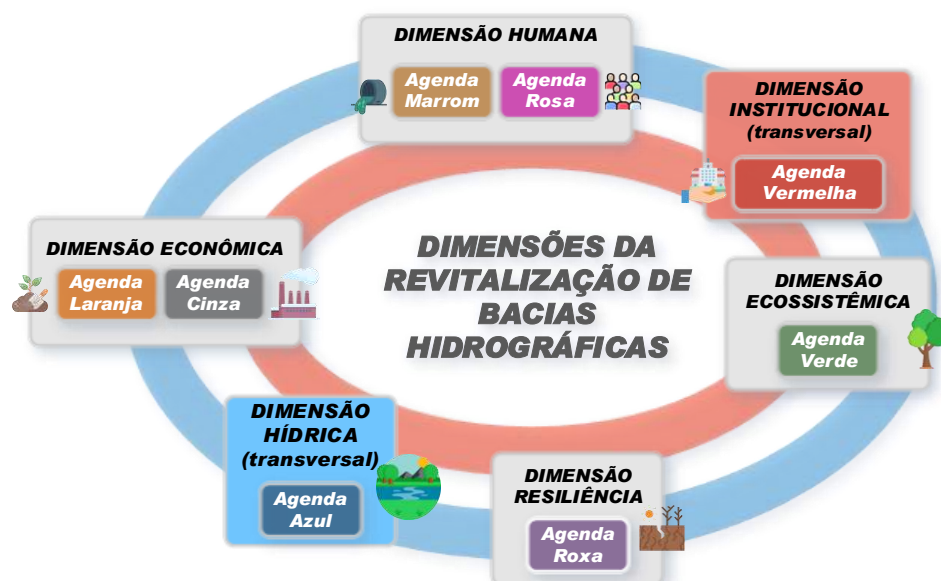 DIMENSÃO HUMANA
Agenda
Marrom
Agenda
Rosa
DIMENSÃO
INSTITUCIONAL
(transversal)
Agenda
Vermelha
DIMENSÃO ECONÔMICA
Agenda
Laranja
Agenda
Cinza
DIMENSÕES DA
REVITALIZAÇÃO DE
BACIAS
HIDROGRÁFICAS
DIMENSÃO
ECOSSISTÊMICA
Agenda
Verde
DIMENSÃO
HÍDRICA
(transversal)
Agenda
Azul
DIMENSÃO
RESILIÊNCIA
Agenda
Roxa